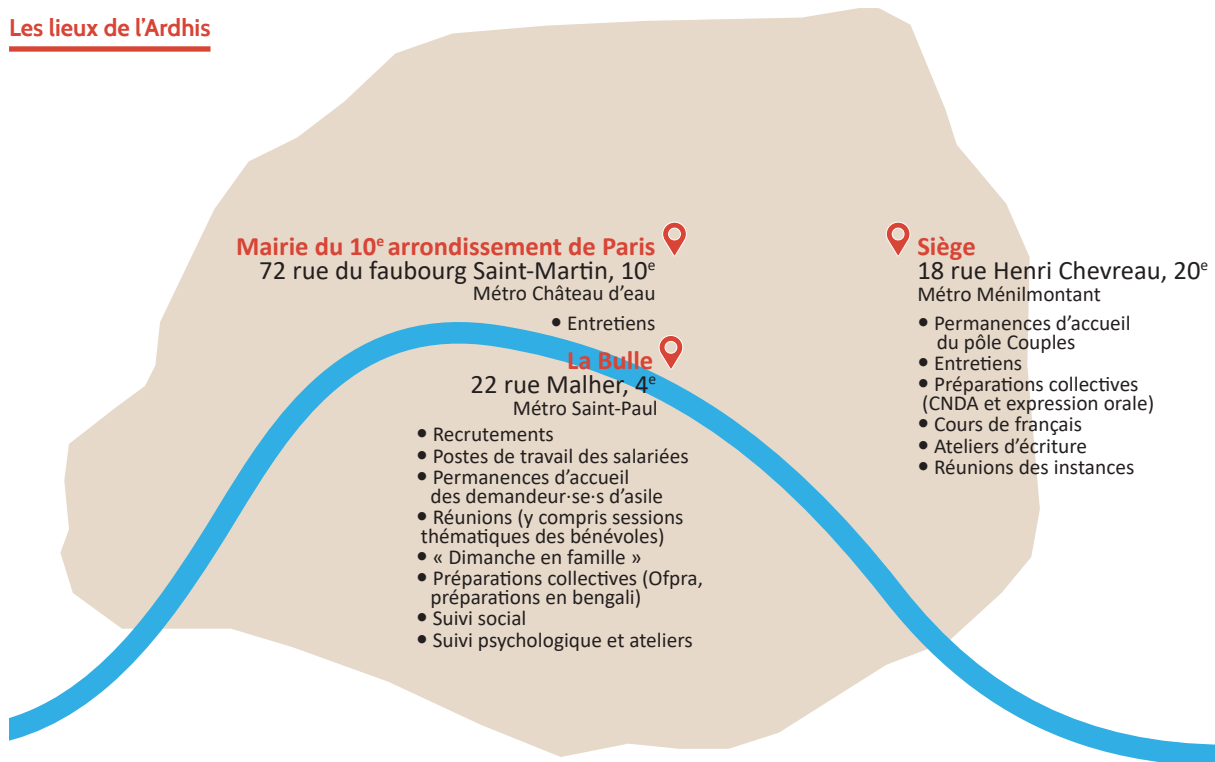 Les lieux de l'Ardhis
Mairie du 10e arrondissement de Paris
72 rue du faubourg Saint-Martin, 10e
Métro Château d'eau
• Entretiens
La Bulle
22 rue Malher, 4e
Métro Saint-Paul
• Recrutements
• Postes de travail des salariées
• Permanences d'accueil
des demandeur·se·s d'asile
• Réunions (y compris sessions
thématiques des bénévoles)
• « Dimanche en famille »
• Préparations collectives (Ofpra,
préparations en bengali)
• Suivi social
• Suivi psychologique et ateliers
Siège
18 rue Henri Chevreau, 20e
Métro Ménilmontant
• Permanences d'accueil
du pôle Couples
• Entretiens
• Préparations collectives
(CNDA et expression orale)
• Cours de français
• Ateliers d'écriture
• Réunions des instances